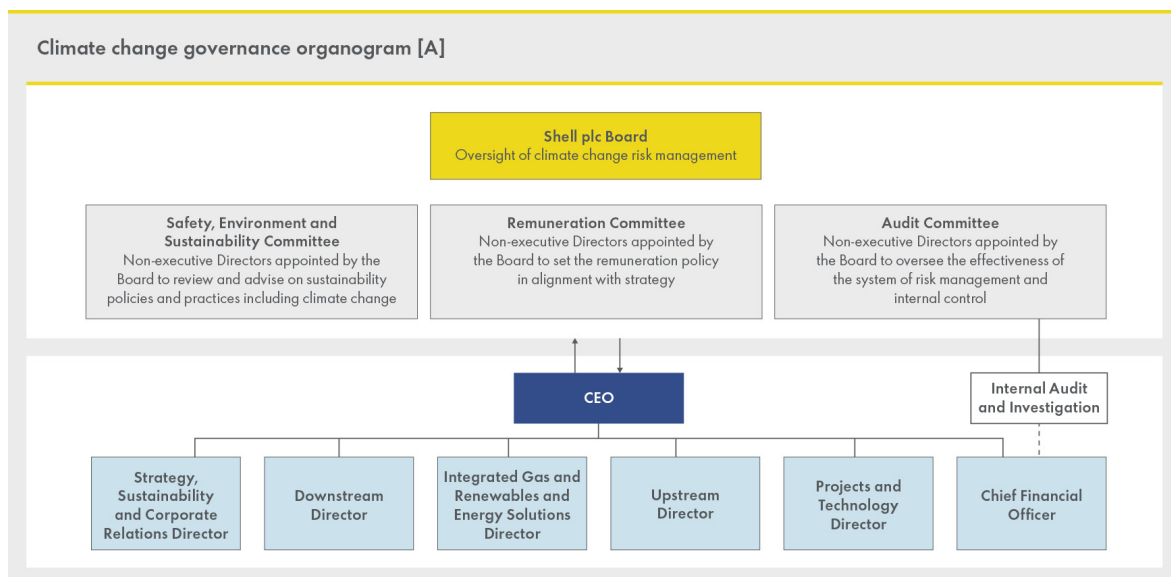 Climate change governance organogram [A]
Shell plc Board
Oversight of climate change risk management
Safety, Environment and
Sustainability Committee
Non-executive Directors appointed by the
Board to review and advise on sustainability
policies and practices including climate change
Remuneration Committee
Non-executive Directors appointed by
the Board to set the remuneration policy
in alignment with strategy
Audit Committee
Non-executive Directors appointed by
the Board to oversee the effectiveness of
the system of risk management and
internal control
CEO
Internal Audit
and Investigation
Strategy,
Sustainability
and Corporate
Relations Director
Downstream
Director
Integrated Gas and
Renewables and
Energy Solutions
Director
Upstream
Director
Projects and
Technology
Director
Chief Financial
Officer